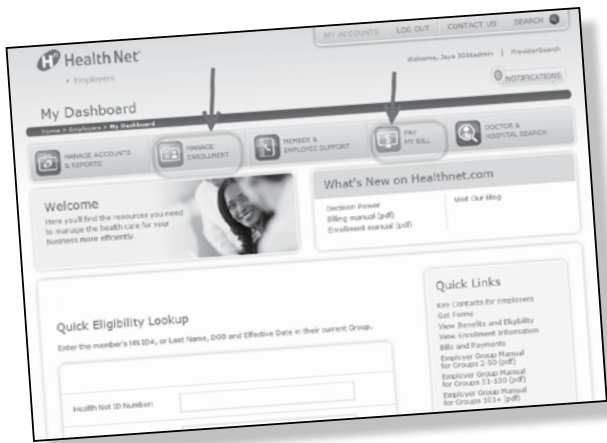 MY ACCOUNTS LOG OUT CONTACT US SEARCH
Health Net
Employers
Welcome, Jaya 3036admin | ProviderSearch
0 NOTIFICATIONS
My Dashboard
Home > Employers > My Dashboard
MANAGE ACCOUNTS
& REPORTS
MANAGE
ENROLLMENT
MEMBER &
EMPLOYEE SUPPORT
PAY
MY BILL
DOCTOR &
HOSPITAL SEARCH
Welcome
Here you'll find the resources you need
to manage the health care for your
business more efficiently.
What's New on Healthnet.com
Decision Power
Billing manual (pdf)
Enrollment manual (pdf)
Visit Our Blog
Quick Eligibility Lookup
Enter the member's HN ID#, or Last Name, DOB and Effective Date in their current Group.
Health Net ID Number:
Quick Links
Key Contacts for Employers
Get Forms
View Benefits and Eligibility
View Enrollment Information
Bills and Payments
Employer Group Manual
for Groups 2-50 (pdf)
Employer Group Manual
for Groups 51-100 (pdf)
Employer Group Manual
for Groups 101+ (pdf)